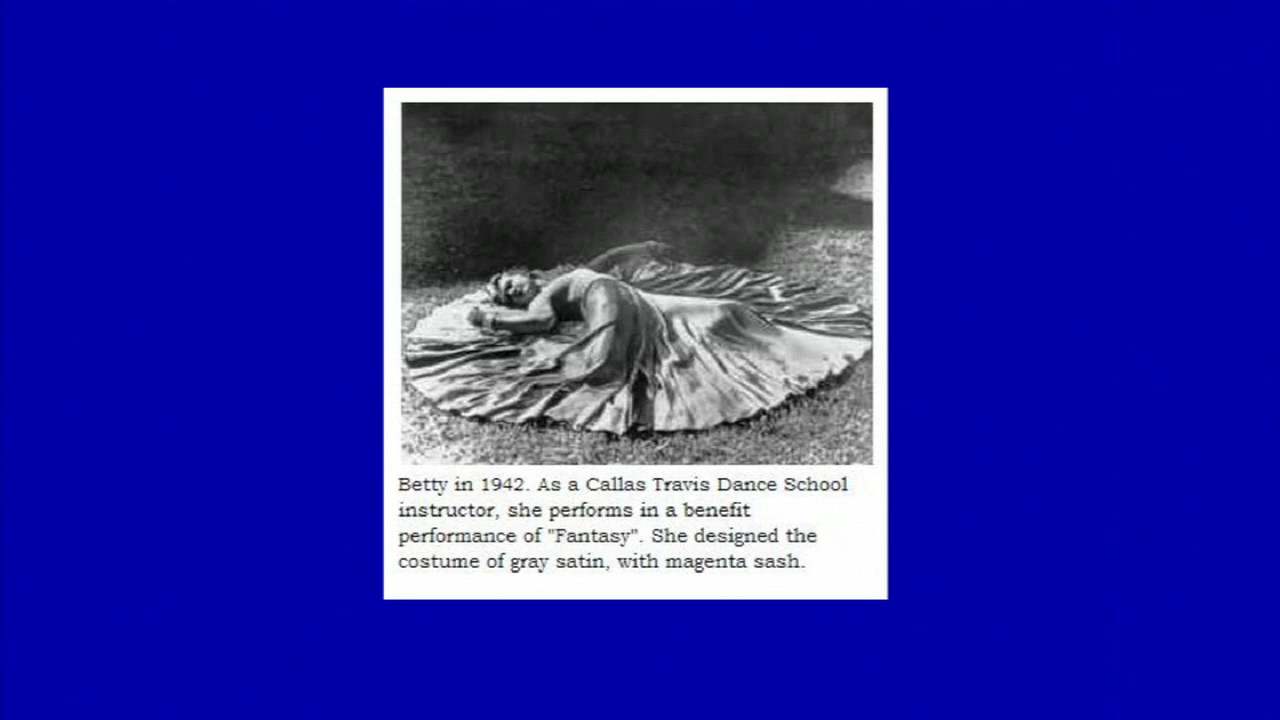 Betty in 1942. As a Callas Travis Dance School
instructor, she performs in a benefit
performance of "Fantasy". She designed the
costume of gray satin, with magenta sash.